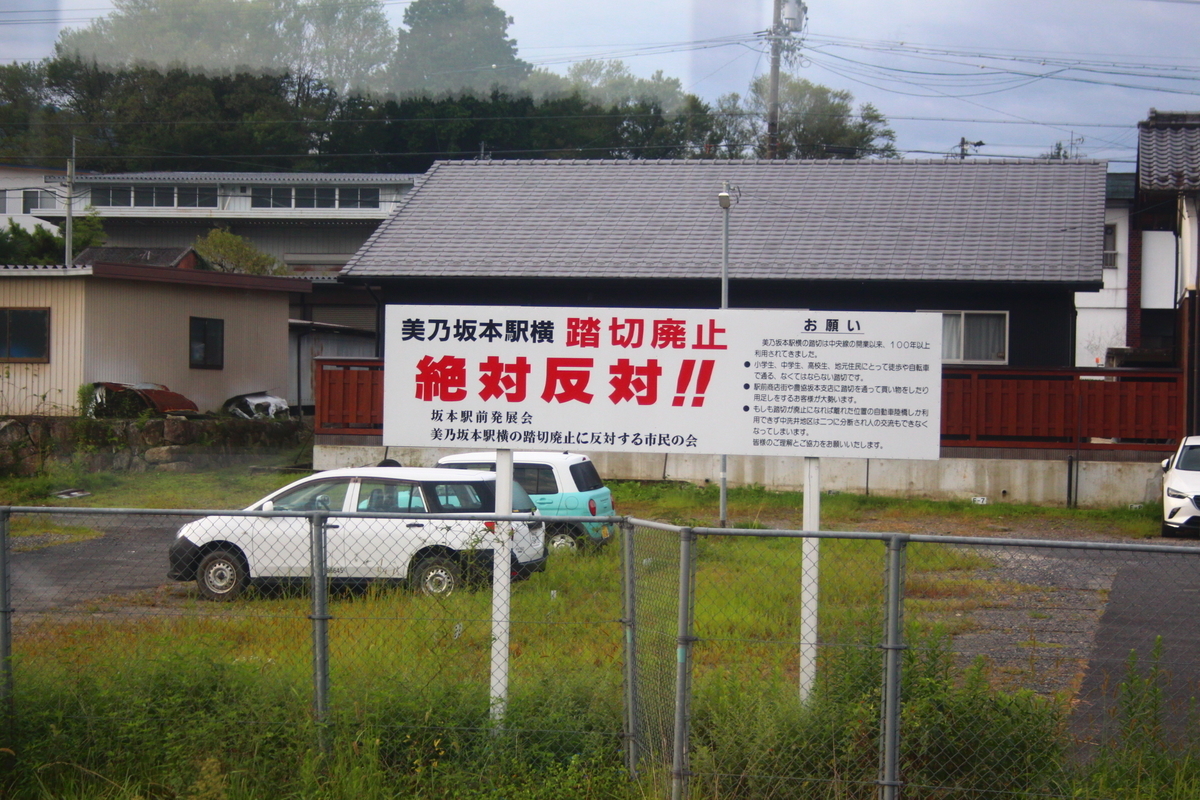 美乃坂本駅横 踏切廃止
絶対反対!!
坂本駅前発展会
美乃坂本駅横の踏切廃止に反対する市民の会
お願い
美乃坂本駅横の踏切は中央線の開業以来、100年以上
利用されてきました。
● 小学生、中学生、高校生、地元住民にとって徒歩や自転車
で通る、なくてはならない踏切です。
● 駅前商店街や農協坂本支店に踏切を通って買い物をしたり
用足しをするお客様が大勢います。
● もしも踏切が廃止になれば離れた位置の自動車陸橋しか利
用できず中洗井地区は二つに分断され人の交流もできなく
なってしまいます。
皆様のご理解とご協力をお願いいたします。